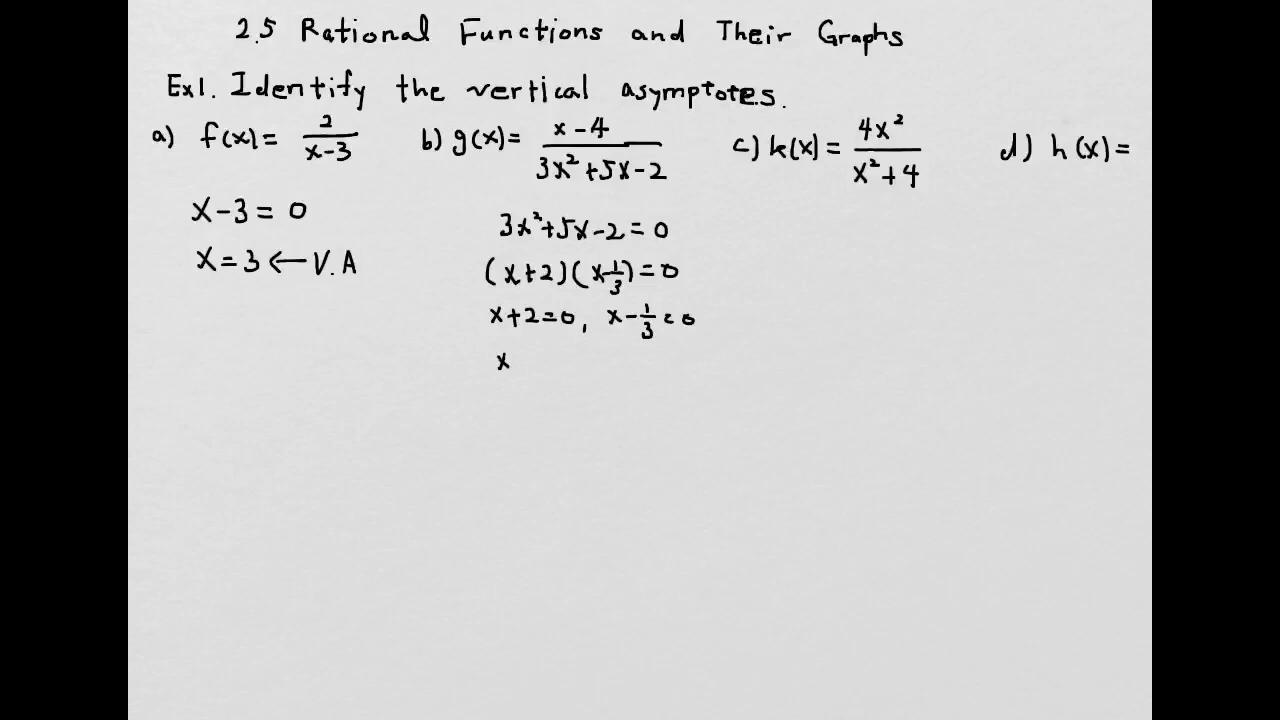 2.5 Rational Functions and Their Graphs
Ex1. Identify the vertical asymptotes.
a) f(x) = 2/(x-3) b) g(x) = (x-4)/(3x²+5x-2) c) k(x) = 4x²/(x²+4) d) h(x) =
x-3 = 0
x = 3 ← V.A
3x²+5x-2 = 0
(x+2)(x-1/3) = 0
x+2=0, x-1/3=0
x